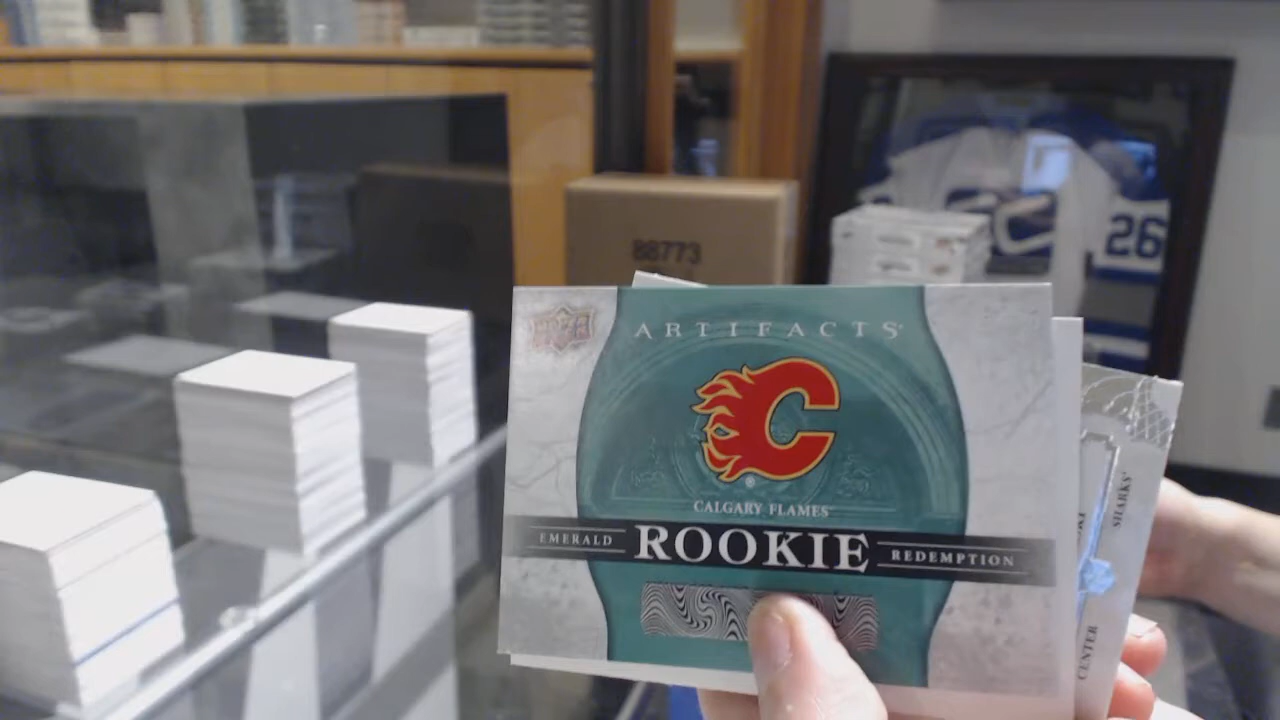 88773
26
ARTIFACTS
C
CALGARY FLAMES
EMERALD ROOKIE REDEMPTION
SHARKS
CENTER